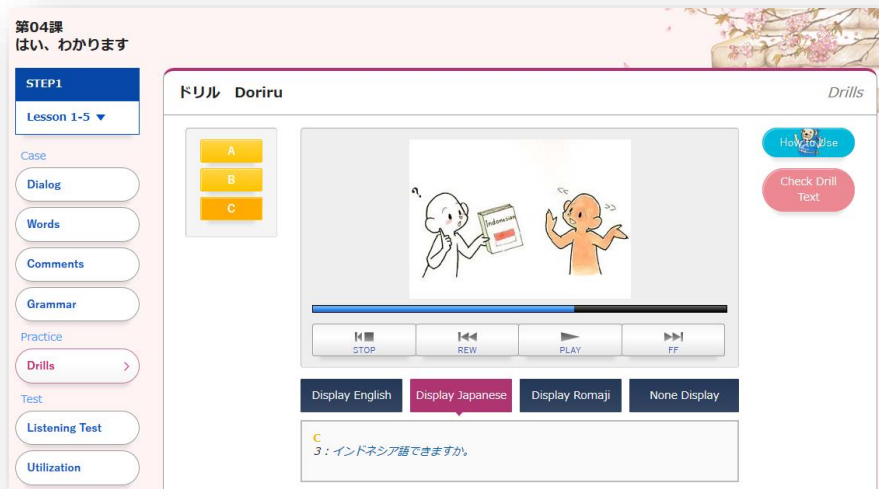 第04課
はい、わかります
STEP1
Lesson 1-5 ▼
Case
Dialog
Words
Comments
Grammar
Practice
Drills
Test
Listening Test
Utilization
ドリル Doriru
Drills
A
B
C
?
Indonesian
STOP
REW
PLAY
FF
How to Use
Check Drill
Text
Display English
Display Japanese
Display Romaji
None Display
C
3：インドネシア語できますか。